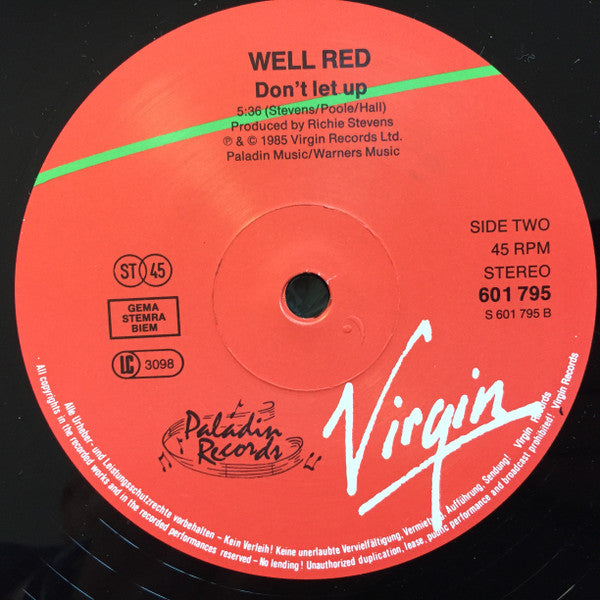 WELL RED
Don't let up
5:36 (Stevens/Poole/Hall)
Produced by Richie Stevens
℗ & © 1985 Virgin Records Ltd.
Paladin Music/Warners Music
SIDE TWO
45 RPM
STEREO
601 795
S 601 795 B
ST 45
GEMA
STEMRA
BIEM
LC 3098
Paladin
Records
Virgin
Alle Urheber- und Leistungsschutzrechte vorbehalten – Kein Verleih! Keine unerlaubte Vervielfältigung, Vermietung, Aufführung, Sendung! Virgin Records
All copyrights in the recorded works and in the recorded performances reserved – No lending! Unauthorized duplication, lease, public performance and broadcast prohibited! Virgin Records